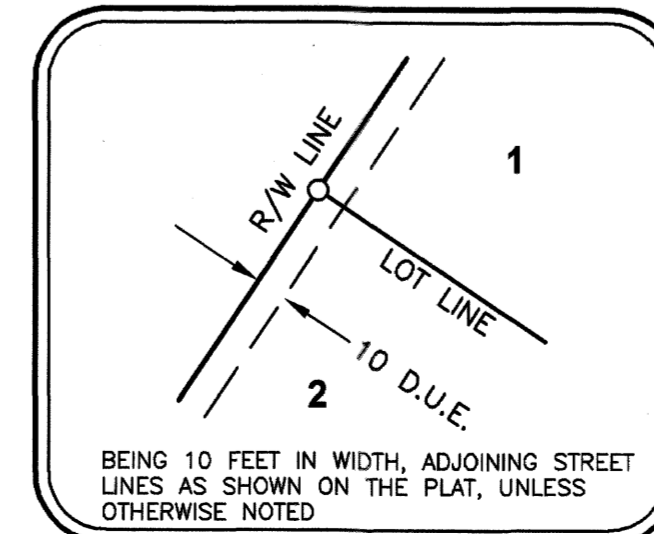 R/W LINE
1
LOT LINE
10 D.U.E.
2
BEING 10 FEET IN WIDTH, ADJOINING STREET
LINES AS SHOWN ON THE PLAT, UNLESS
OTHERWISE NOTED